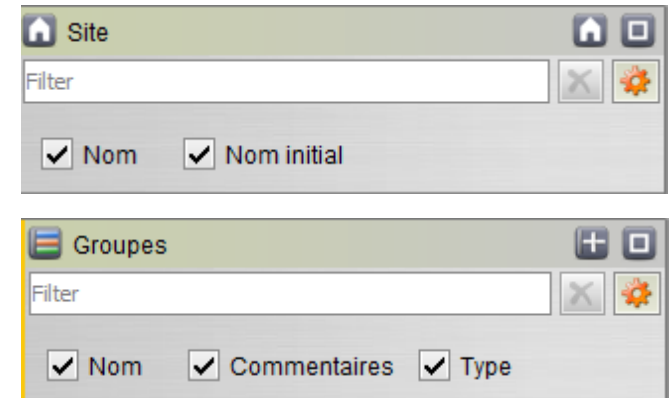 Site
Filter
Nom Nom initial
Groupes
Filter
Nom Commentaires Type